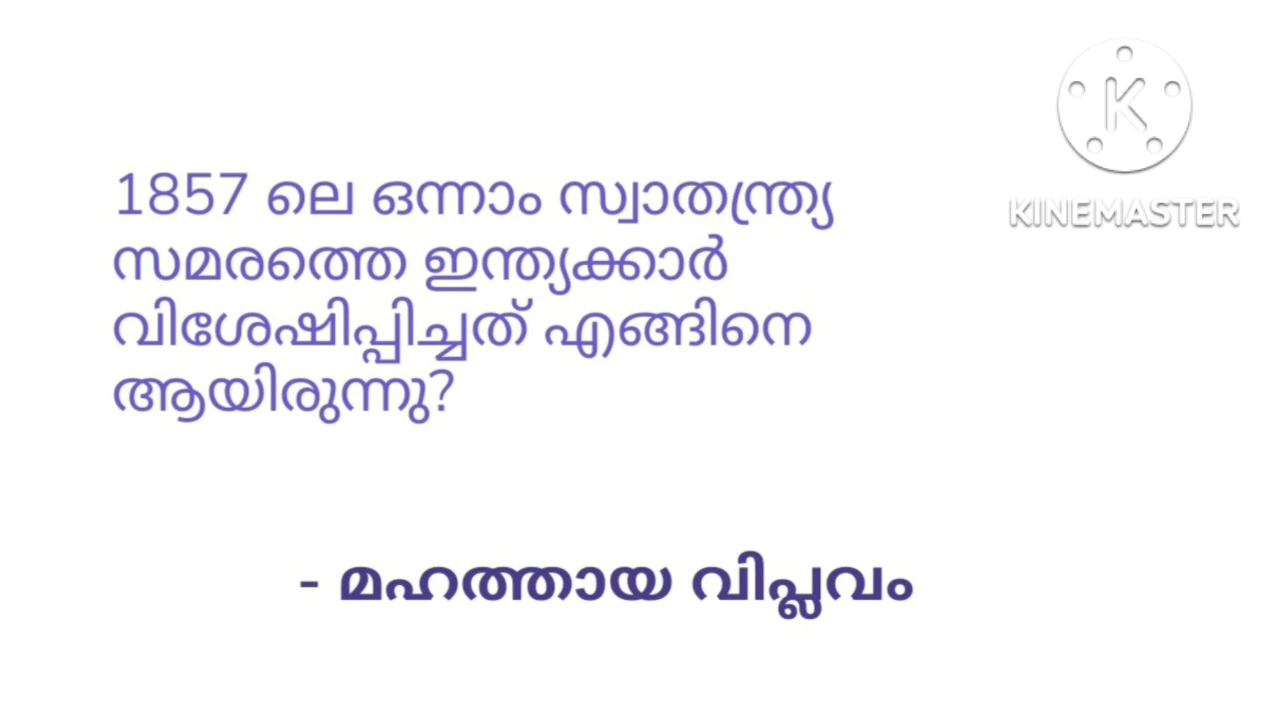 1857 ലെ ഒന്നാം സ്വാതന്ത്ര്യ
സമരത്തെ ഇന്ത്യക്കാർ
വിശേഷിപ്പിച്ചത് എങ്ങിനെ
ആയിരുന്നു?
- മഹത്തായ വിപ്ലവം
K
KINEMASTER